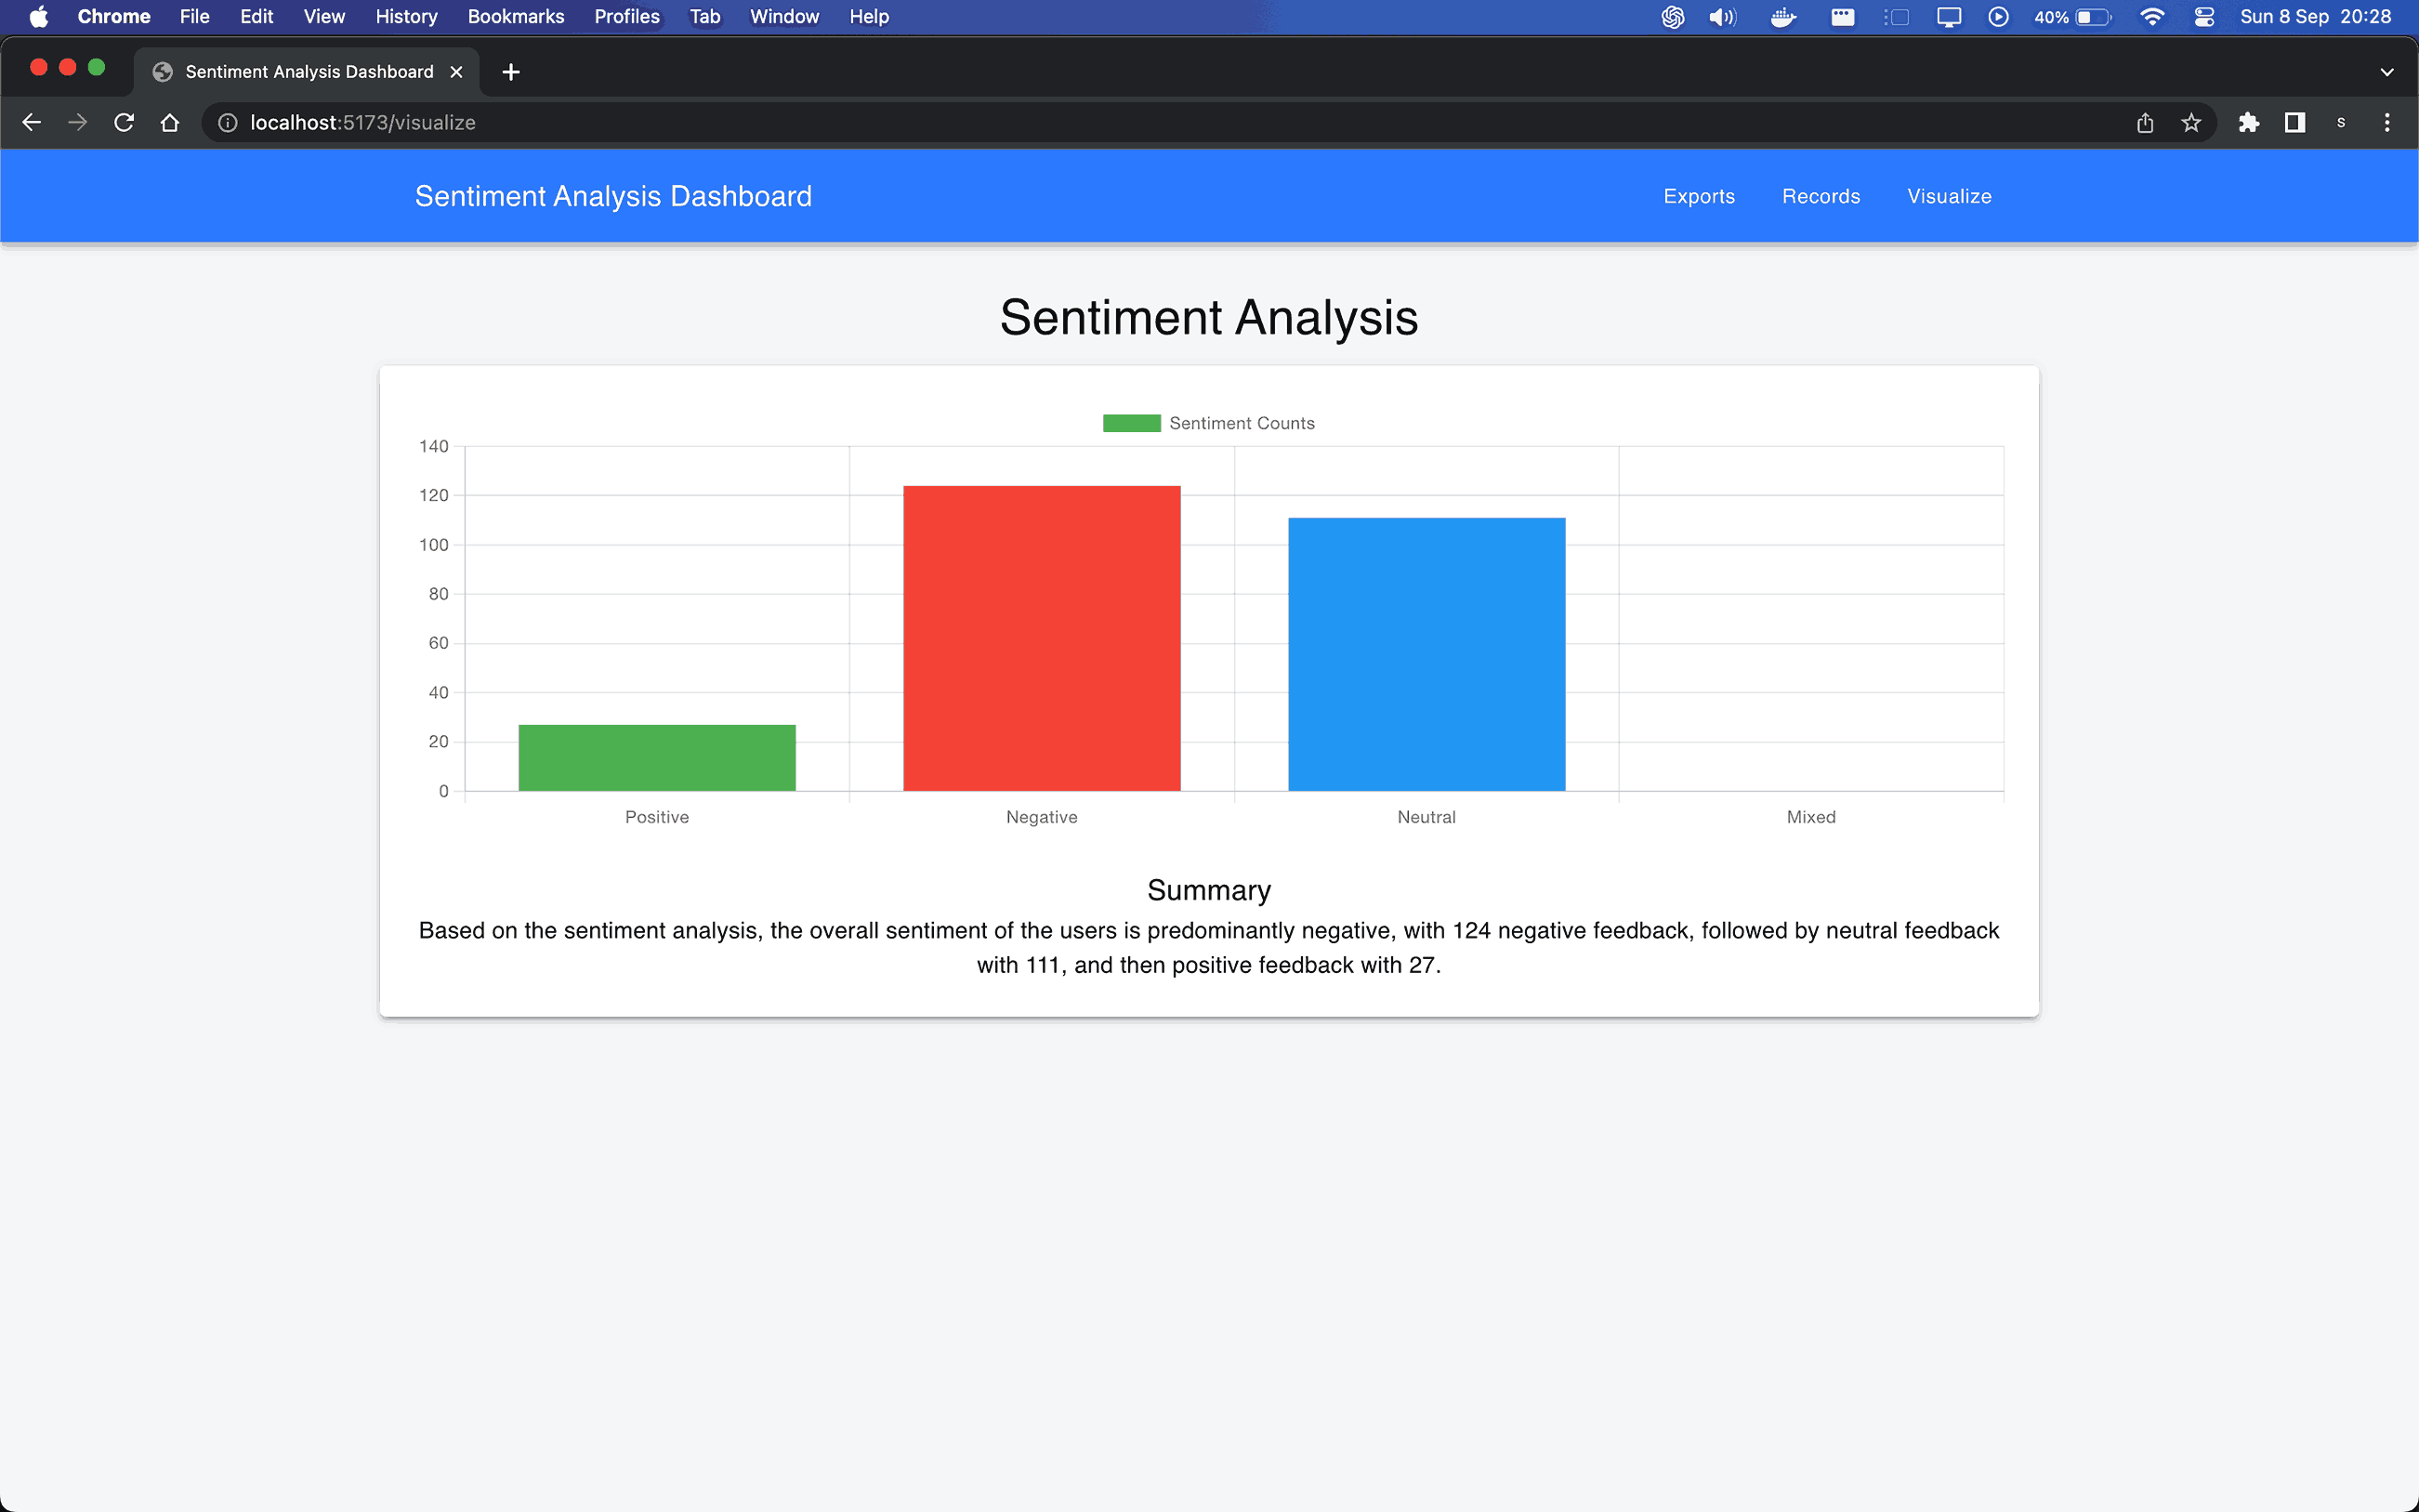 Chrome File Edit View History Bookmarks Profiles Tab Window Help 40% Sun 8 Sep 20:28
Sentiment Analysis Dashboard
localhost:5173/visualize s
Sentiment Analysis Dashboard Exports Records Visualize
Sentiment Analysis
Sentiment Counts
140
120
100
80
60
40
20
0
Positive Negative Neutral Mixed
Summary
Based on the sentiment analysis, the overall sentiment of the users is predominantly negative, with 124 negative feedback, followed by neutral feedback
with 111, and then positive feedback with 27.